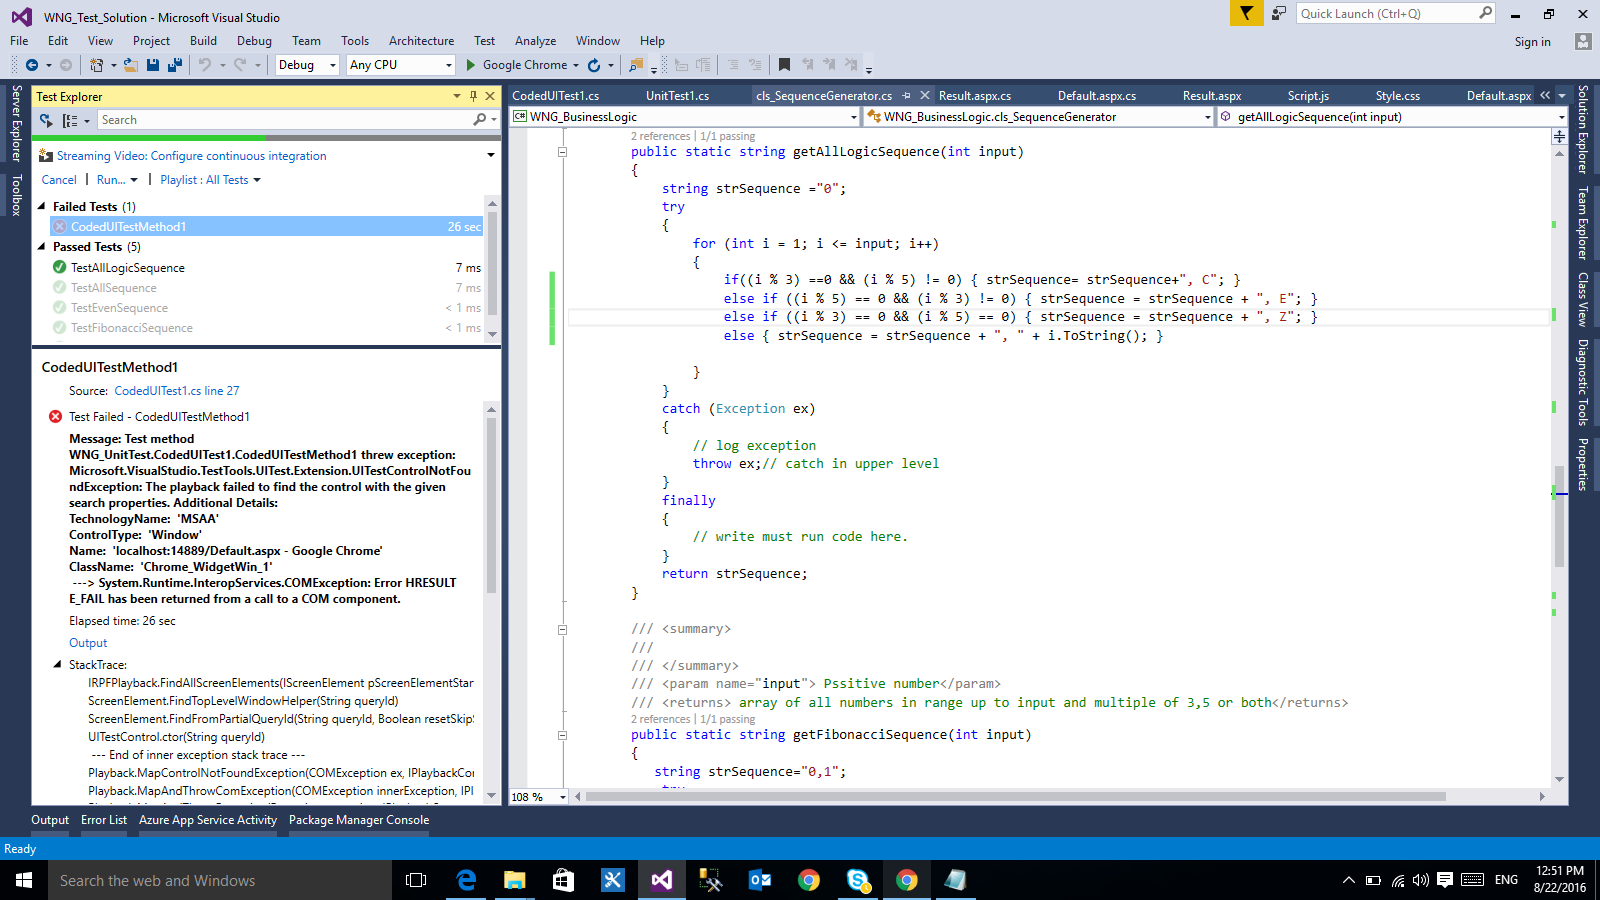 WNG_Test_Solution - Microsoft Visual Studio
Quick Launch (Ctrl+Q)
File Edit View Project Build Debug Team Tools Architecture Test Analyze Window Help
Sign in
Debug Any CPU Google Chrome
Server Explorer
Toolbox
Test Explorer
Search
Streaming Video: Configure continuous integration
Cancel | Run... | Playlist : All Tests
Failed Tests (1)
CodedUITestMethod1 26 sec
Passed Tests (5)
TestAllLogicSequence 7 ms
TestAllSequence 7 ms
TestEvenSequence < 1 ms
TestFibonacciSequence < 1 ms
CodedUITestMethod1
Source: CodedUITest1.cs line 27
Test Failed - CodedUITestMethod1
Message: Test method
WNG_UnitTest.CodedUITest1.CodedUITestMethod1 threw exception:
Microsoft.VisualStudio.TestTools.UITest.Extension.UITestControlNotFou
ndException: The playback failed to find the control with the given
search properties. Additional Details:
TechnologyName: 'MSAA'
ControlType: 'Window'
Name: 'localhost:14889/Default.aspx - Google Chrome'
ClassName: 'Chrome_WidgetWin_1'
---> System.Runtime.InteropServices.COMException: Error HRESULT
E_FAIL has been returned from a call to a COM component.
Elapsed time: 26 sec
Output
StackTrace:
IRPFPlayback.FindAllScreenElements(IScreenElement pScreenElementStar
ScreenElement.FindTopLevelWindowHelper(String queryId)
ScreenElement.FindFromPartialQueryId(String queryId, Boolean resetSkip
UITestControl.ctor(String queryId)
--- End of inner exception stack trace ---
Playback.MapControlNotFoundException(COMException ex, IPlaybackCor
Playback.MapAndThrowComException(COMException innerException, IPl
CodedUITest1.cs UnitTest1.cs cls_SequenceGenerator.cs Result.aspx.cs Default.aspx.cs Result.aspx Script.js Style.css Default.aspx
WNG_BusinessLogic WNG_BusinessLogic.cls_SequenceGenerator getAllLogicSequence(int input)
2 references | 1/1 passing
public static string getAllLogicSequence(int input)
{
string strSequence ="0";
try
{
for (int i = 1; i <= input; i++)
{
if((i % 3) ==0 && (i % 5) != 0) { strSequence= strSequence+", C"; }
else if ((i % 5) == 0 && (i % 3) != 0) { strSequence = strSequence + ", E"; }
else if ((i % 3) == 0 && (i % 5) == 0) { strSequence = strSequence + ", Z"; }
else { strSequence = strSequence + ", " + i.ToString(); }
}
}
catch (Exception ex)
{
// log exception
throw ex;// catch in upper level
}
finally
{
// write must run code here.
}
return strSequence;
}
/// <summary>
///
/// </summary>
/// <param name="input"> Pssitive number</param>
/// <returns> array of all numbers in range up to input and multiple of 3,5 or both</returns>
2 references | 1/1 passing
public static string getFibonacciSequence(int input)
{
string strSequence="0,1";
108 %
Solution Explorer
Team Explorer
Class View
Diagnostic Tools
Properties
Output Error List Azure App Service Activity Package Manager Console
Ready
Search the web and Windows
ENG
12:51 PM
8/22/2016